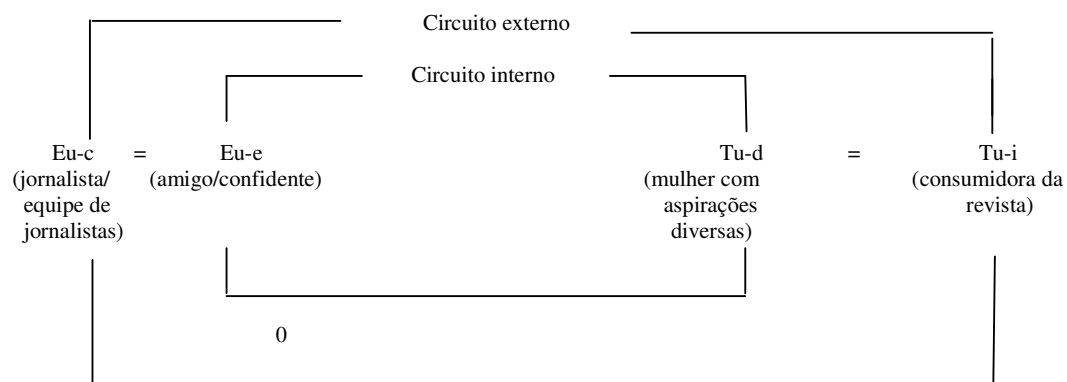 Circuito externo
Circuito interno
Eu-c = Eu-e Tu-d = Tu-i
(jornalista/ (amigo/confidente) (mulher com (consumidora da
equipe de aspirações revista)
jornalistas) diversas)
0